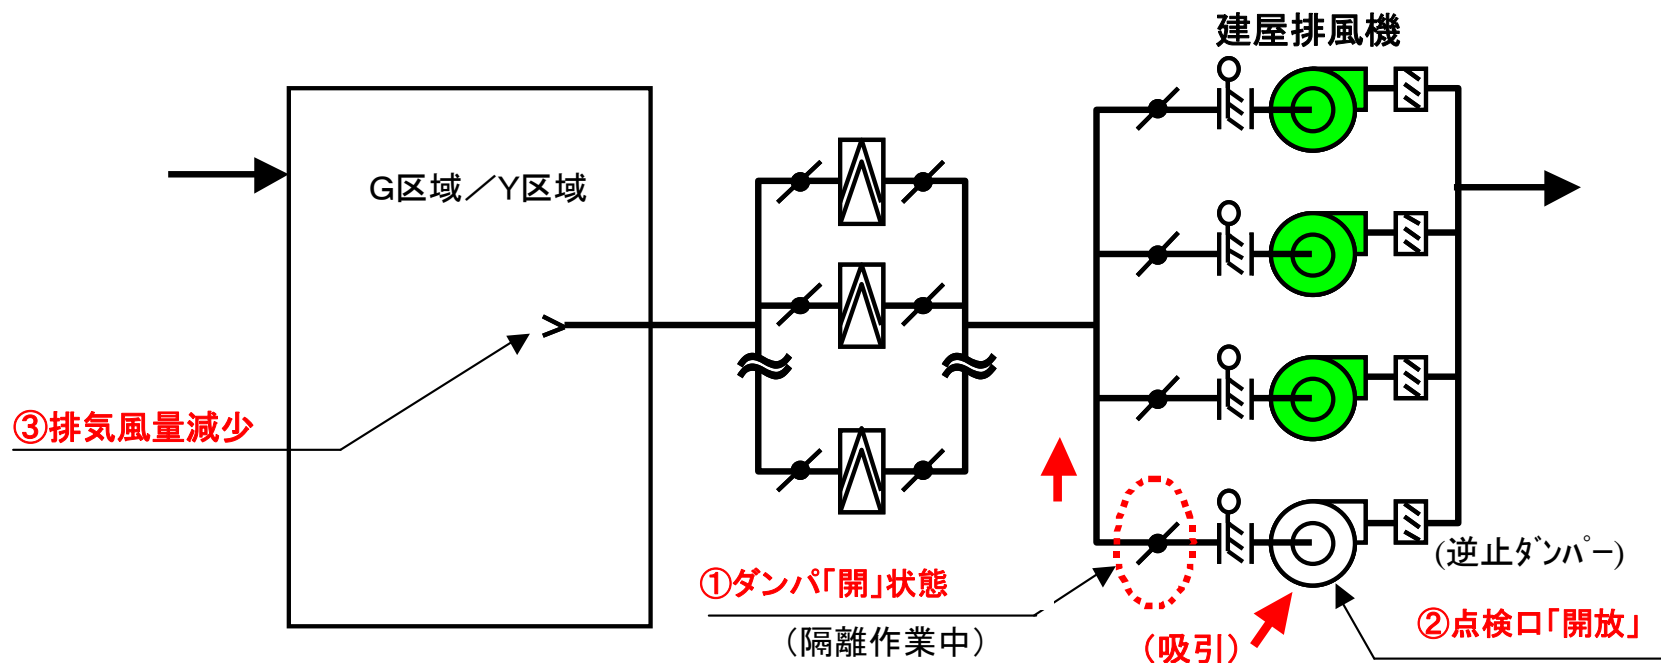 建屋排風機
G区域／Y区域
③排気風量減少
(逆止ダンパー)
①ダンパ「開」状態
（隔離作業中）
（吸引）
②点検口「開放」